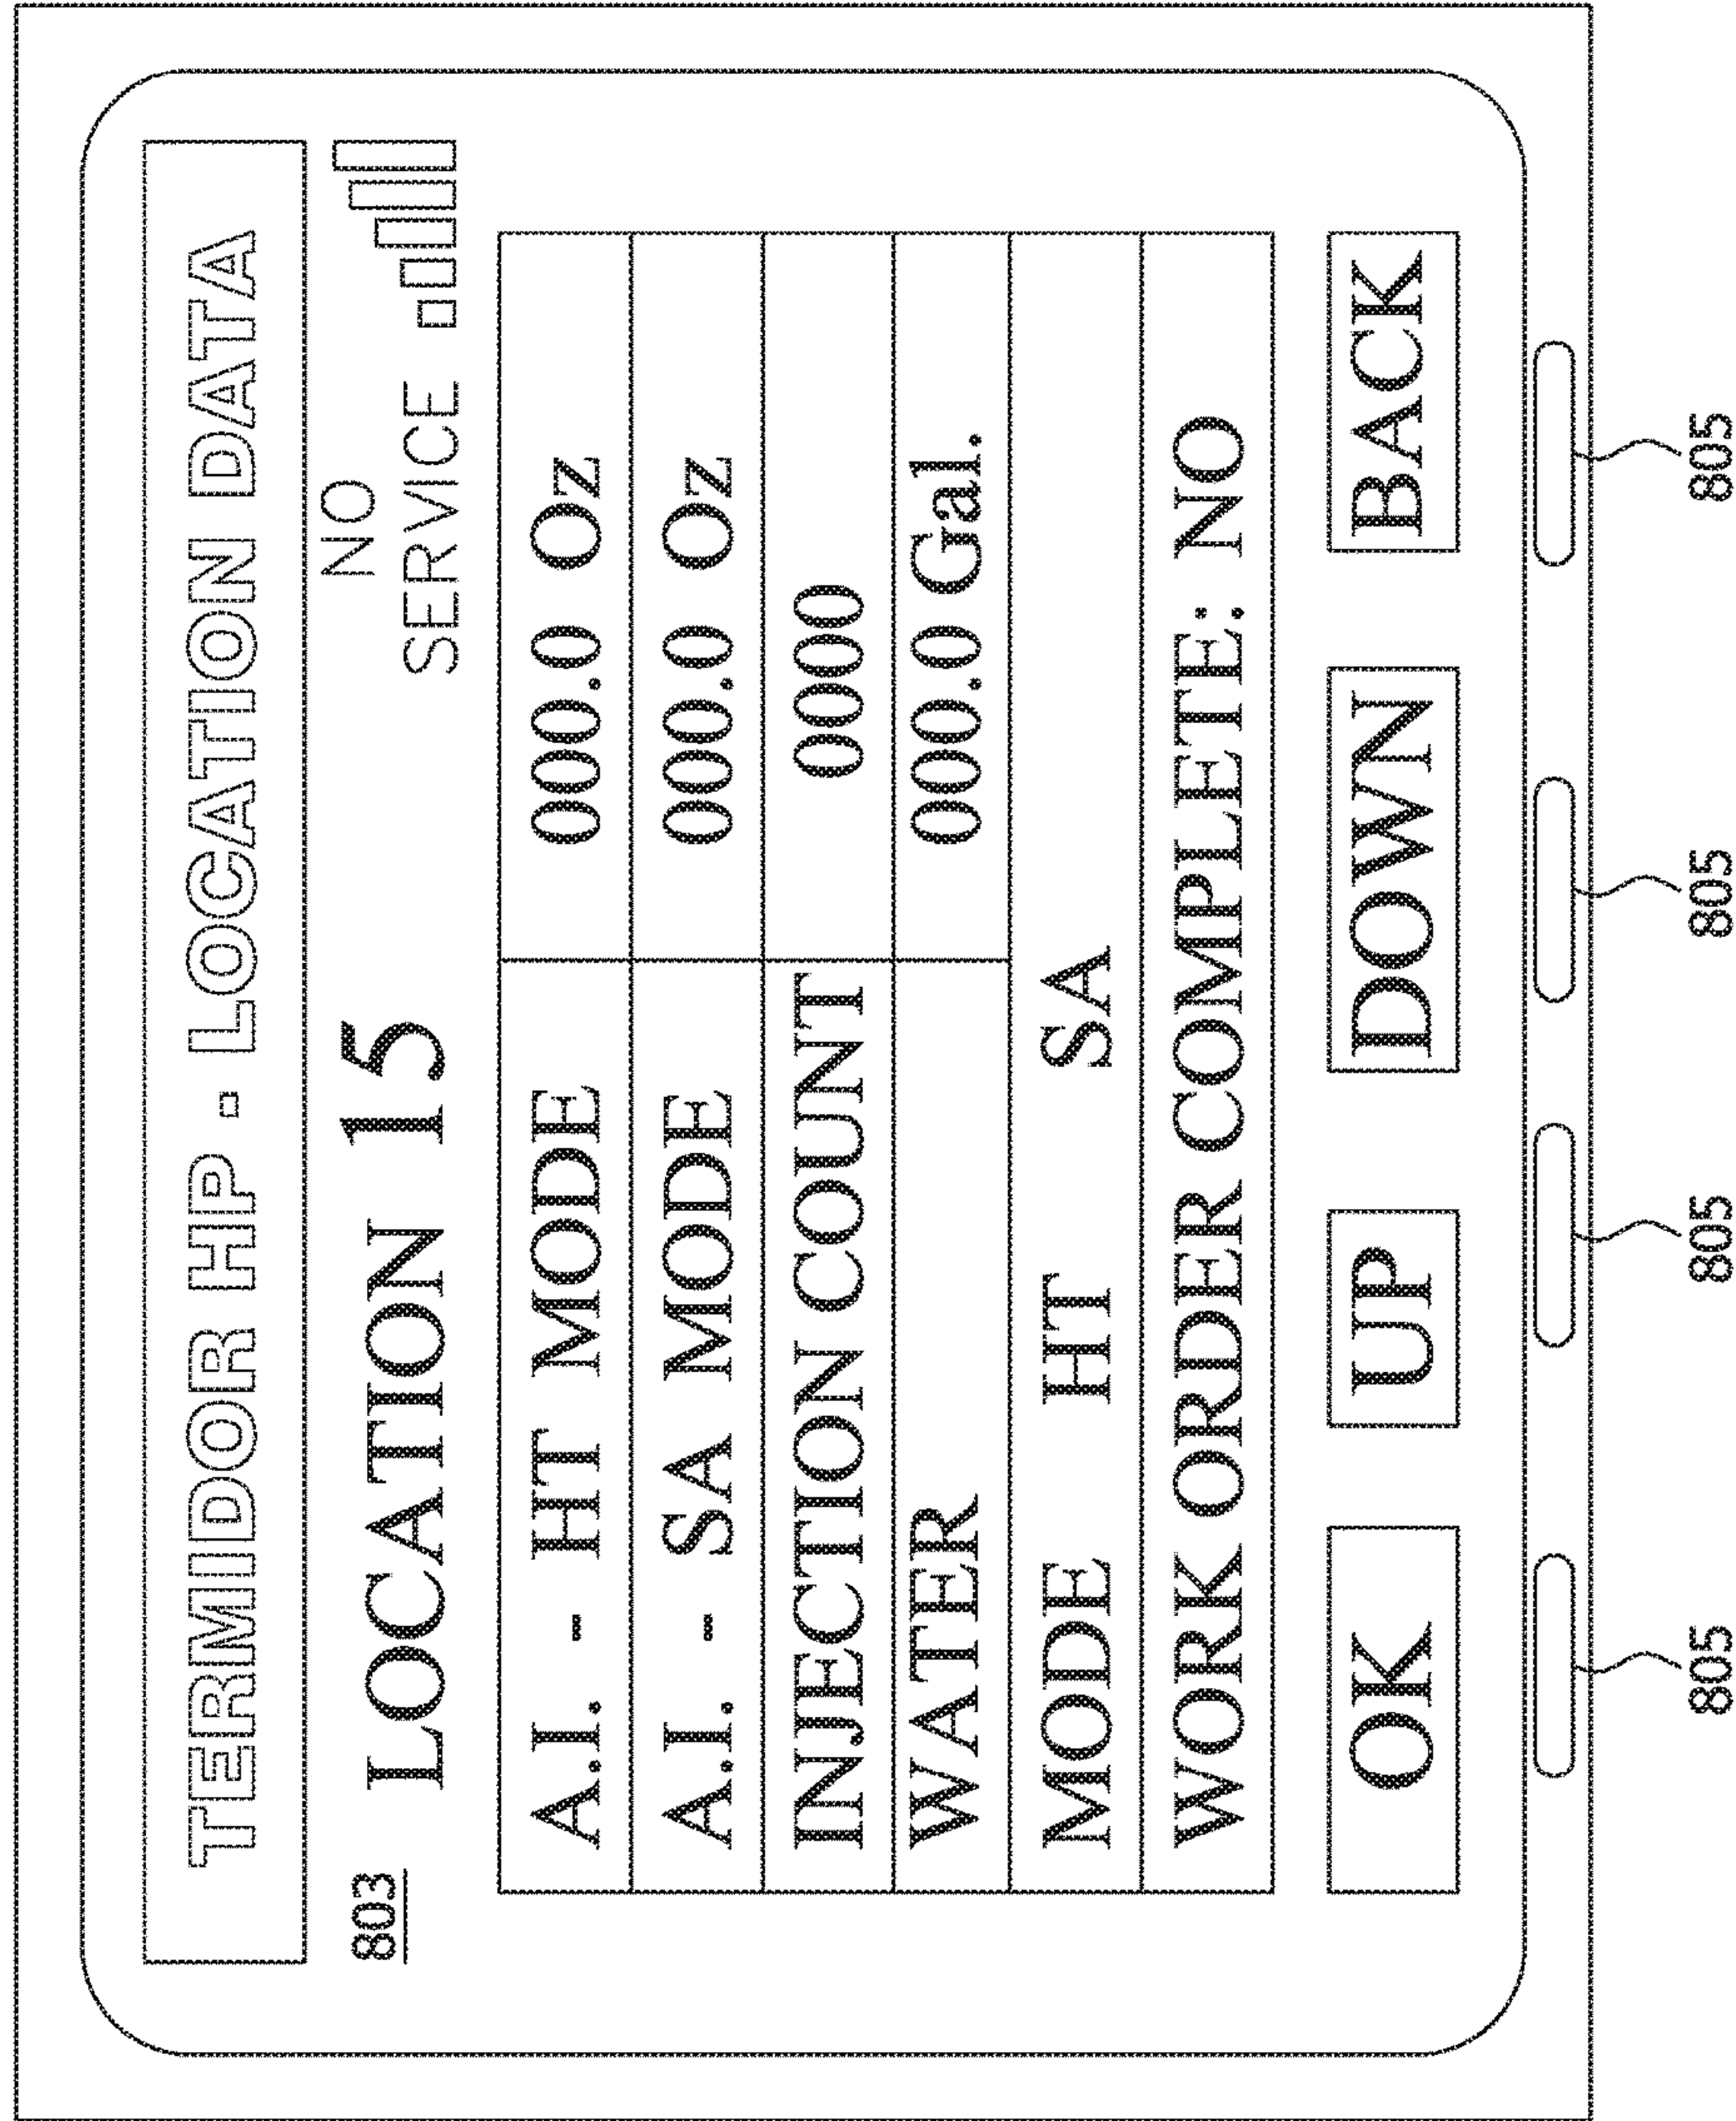 TERMIDOR HP - LOCATION DATA
803
LOCATION 15
NO
SERVICE
A.I. - HT MODE 000.0 Oz
A.I. - SA MODE 000.0 Oz
INJECTION COUNT 0000
WATER 000.0 Gal.
MODE HT SA
WORK ORDER COMPLETE: NO
OK UP DOWN BACK
805 805 805 805